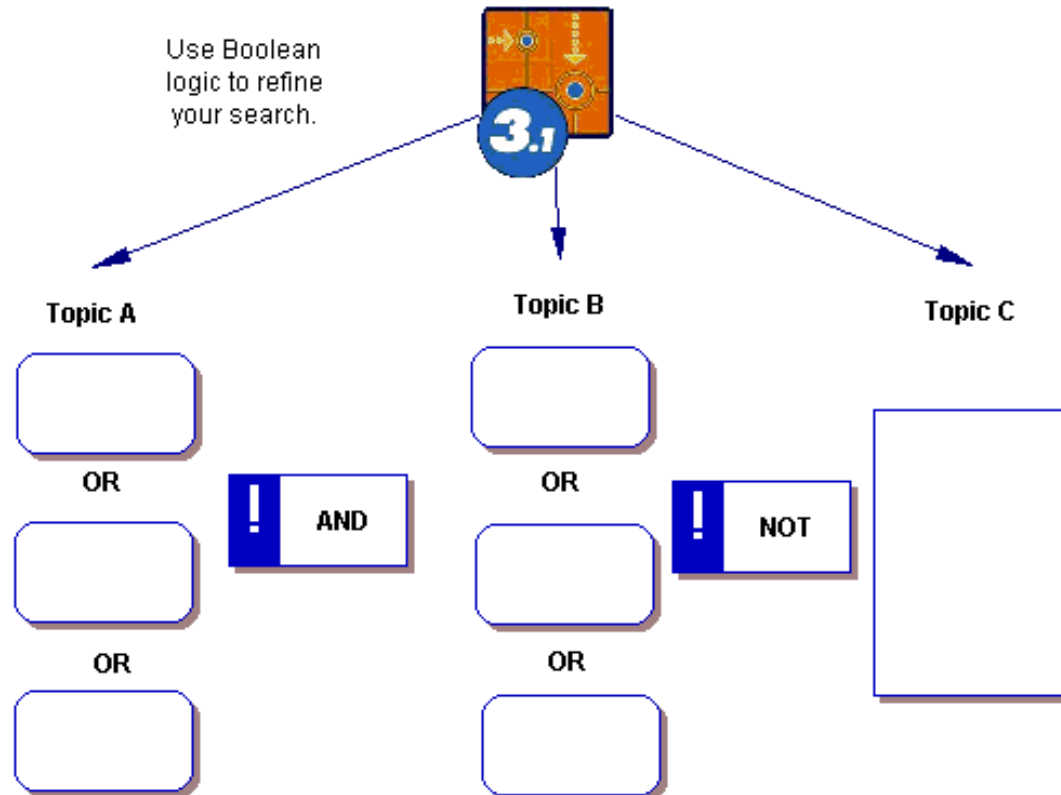 Use Boolean
logic to refine
your search.
3.1
Topic A
Topic B
Topic C
OR
OR
! AND
! NOT
OR
OR